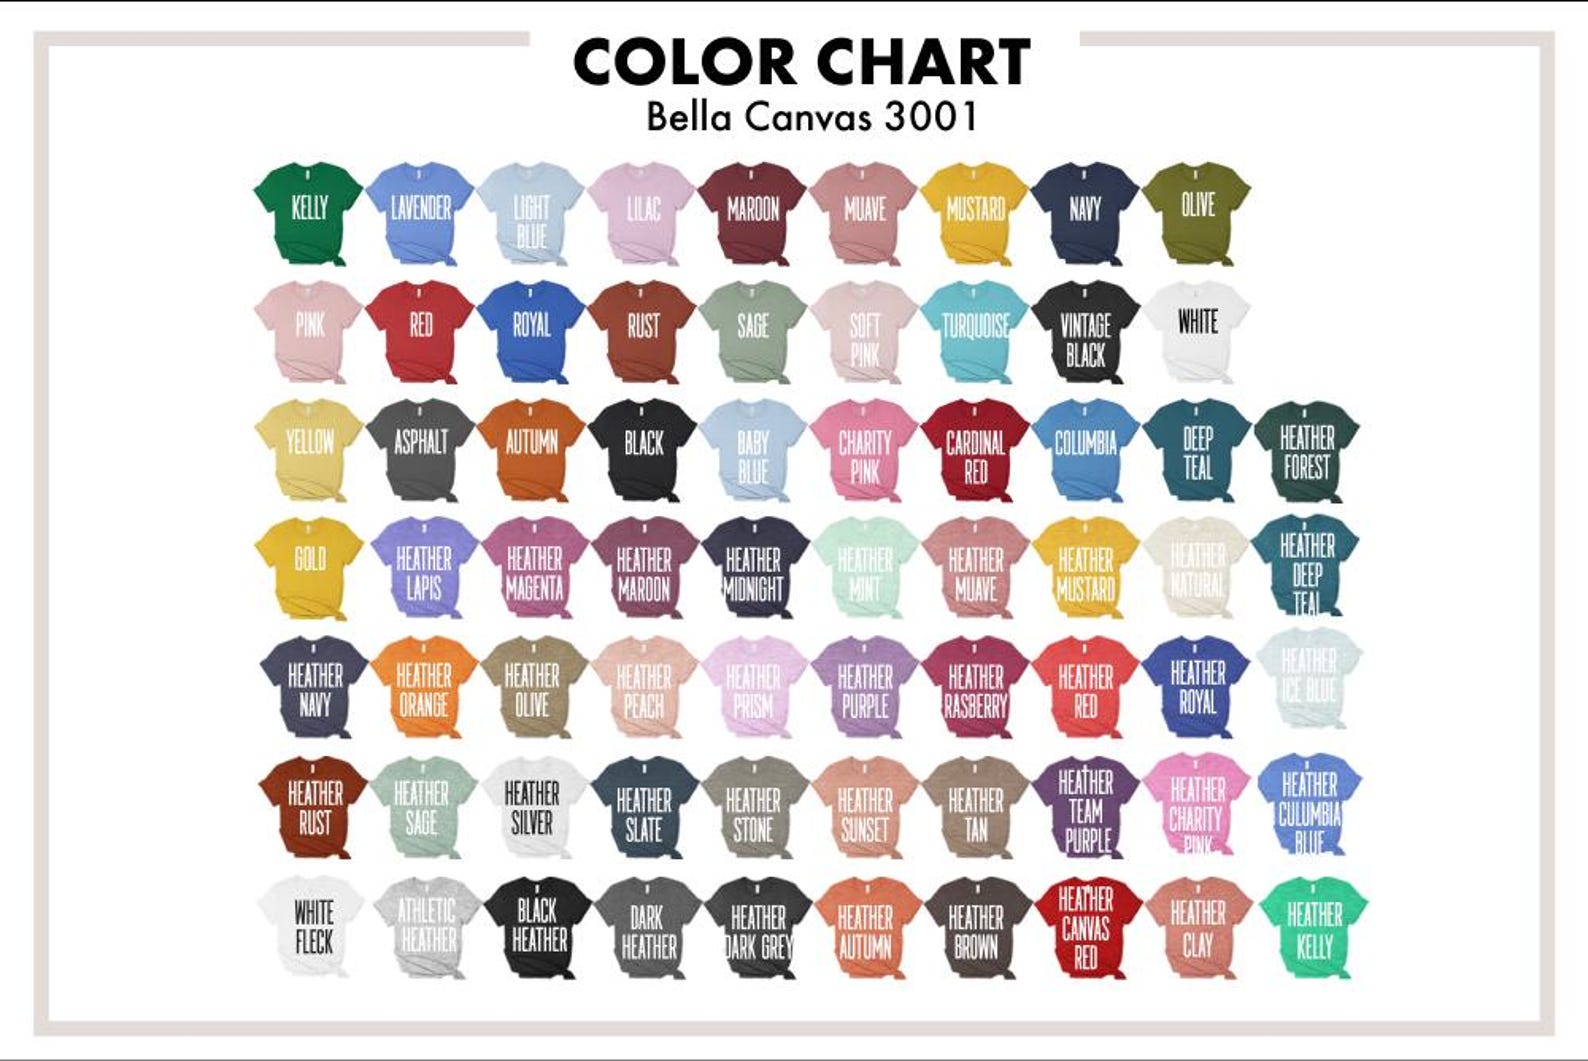 COLOR CHART
Bella Canvas 3001
KELLY
LAVENDER
LIGHT
BLUE
LILAC
MAROON
MUAVE
MUSTARD
NAVY
OLIVE
PINK
RED
ROYAL
RUST
SAGE
SOFT
PINK
TURQUOISE
VINTAGE
BLACK
WHITE
YELLOW
ASPHALT
AUTUMN
BLACK
BABY
BLUE
CHARITY
PINK
CARDINAL
RED
COLUMBIA
DEEP
TEAL
HEATHER
FOREST
GOLD
HEATHER
LAPIS
HEATHER
MAGENTA
HEATHER
MAROON
HEATHER
MIDNIGHT
HEATHER
MINT
HEATHER
MUAVE
HEATHER
MUSTARD
HEATHER
NATURAL
HEATHER
DEEP
TEAL
HEATHER
NAVY
HEATHER
ORANGE
HEATHER
OLIVE
HEATHER
PEACH
HEATHER
PRISM
HEATHER
PURPLE
HEATHER
RASBERRY
HEATHER
RED
HEATHER
ROYAL
HEATHER
ICE BLUE
HEATHER
RUST
HEATHER
SAGE
HEATHER
SILVER
HEATHER
SLATE
HEATHER
STONE
HEATHER
SUNSET
HEATHER
TAN
HEATHER
TEAM
PURPLE
HEATHER
CHARITY
PINK
HEATHER
CULUMBIA
BLUE
WHITE
FLECK
ATHLETIC
HEATHER
BLACK
HEATHER
DARK
HEATHER
HEATHER
DARK GREY
HEATHER
AUTUMN
HEATHER
BROWN
HEATHER
CANVAS
RED
HEATHER
CLAY
HEATHER
KELLY